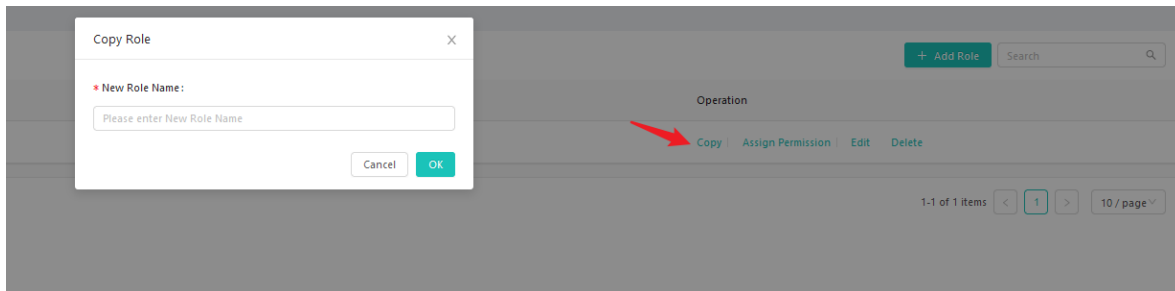 Copy Role
+ Add Role
Search
* New Role Name:
Operation
Please enter New Role Name
Copy Assign Permission Edit Delete
Cancel OK
1-1 of 1 items < 1 > 10 / page